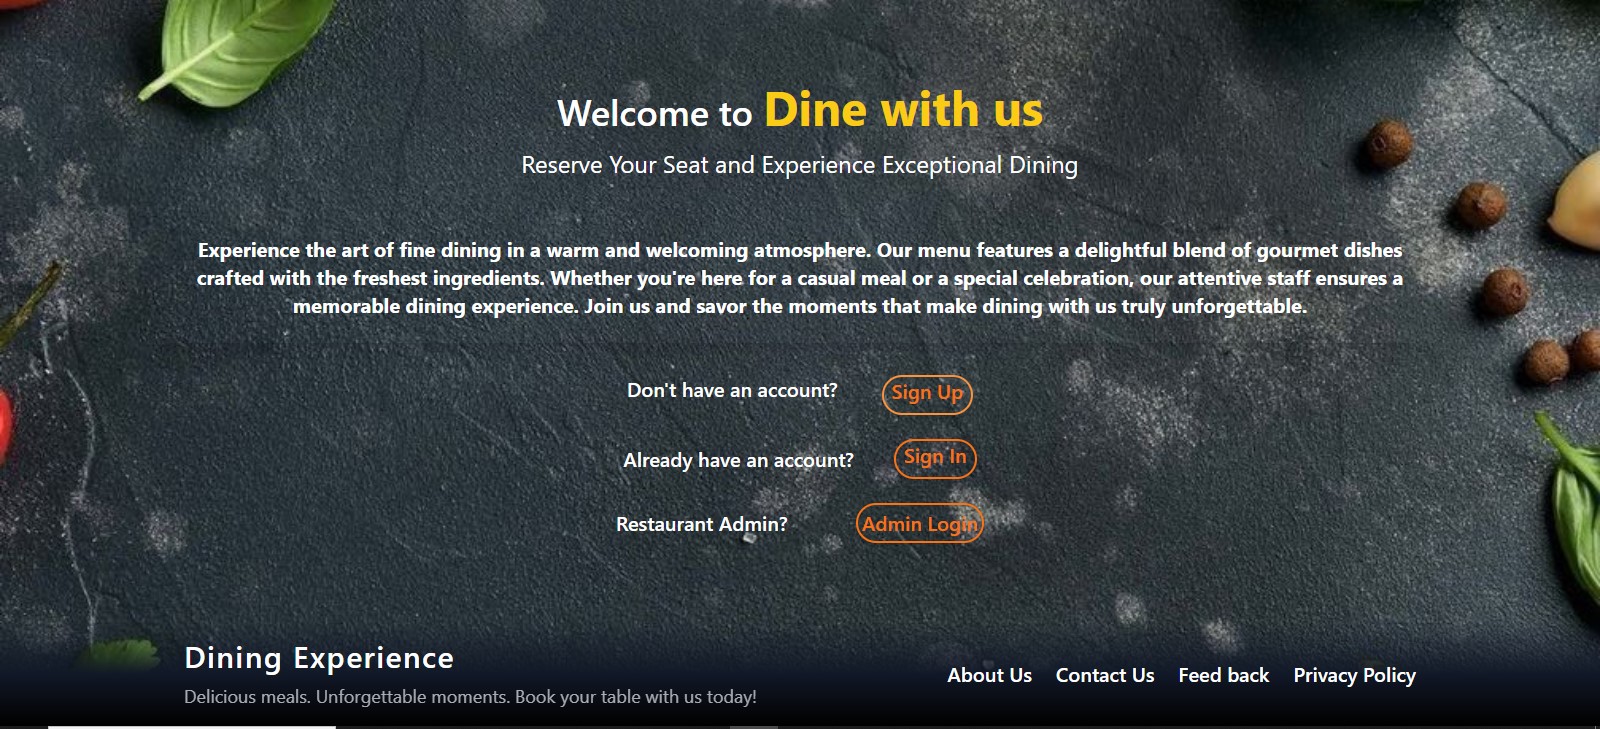 Welcome to Dine with us
Reserve Your Seat and Experience Exceptional Dining
Experience the art of fine dining in a warm and welcoming atmosphere. Our menu features a delightful blend of gourmet dishes
crafted with the freshest ingredients. Whether you're here for a casual meal or a special celebration, our attentive staff ensures a
memorable dining experience. Join us and savor the moments that make dining with us truly unforgettable.
Don't have an account? Sign Up
Already have an account? Sign In
Restaurant Admin? Admin Login
Dining Experience
Delicious meals. Unforgettable moments. Book your table with us today!
About Us Contact Us Feed back Privacy Policy